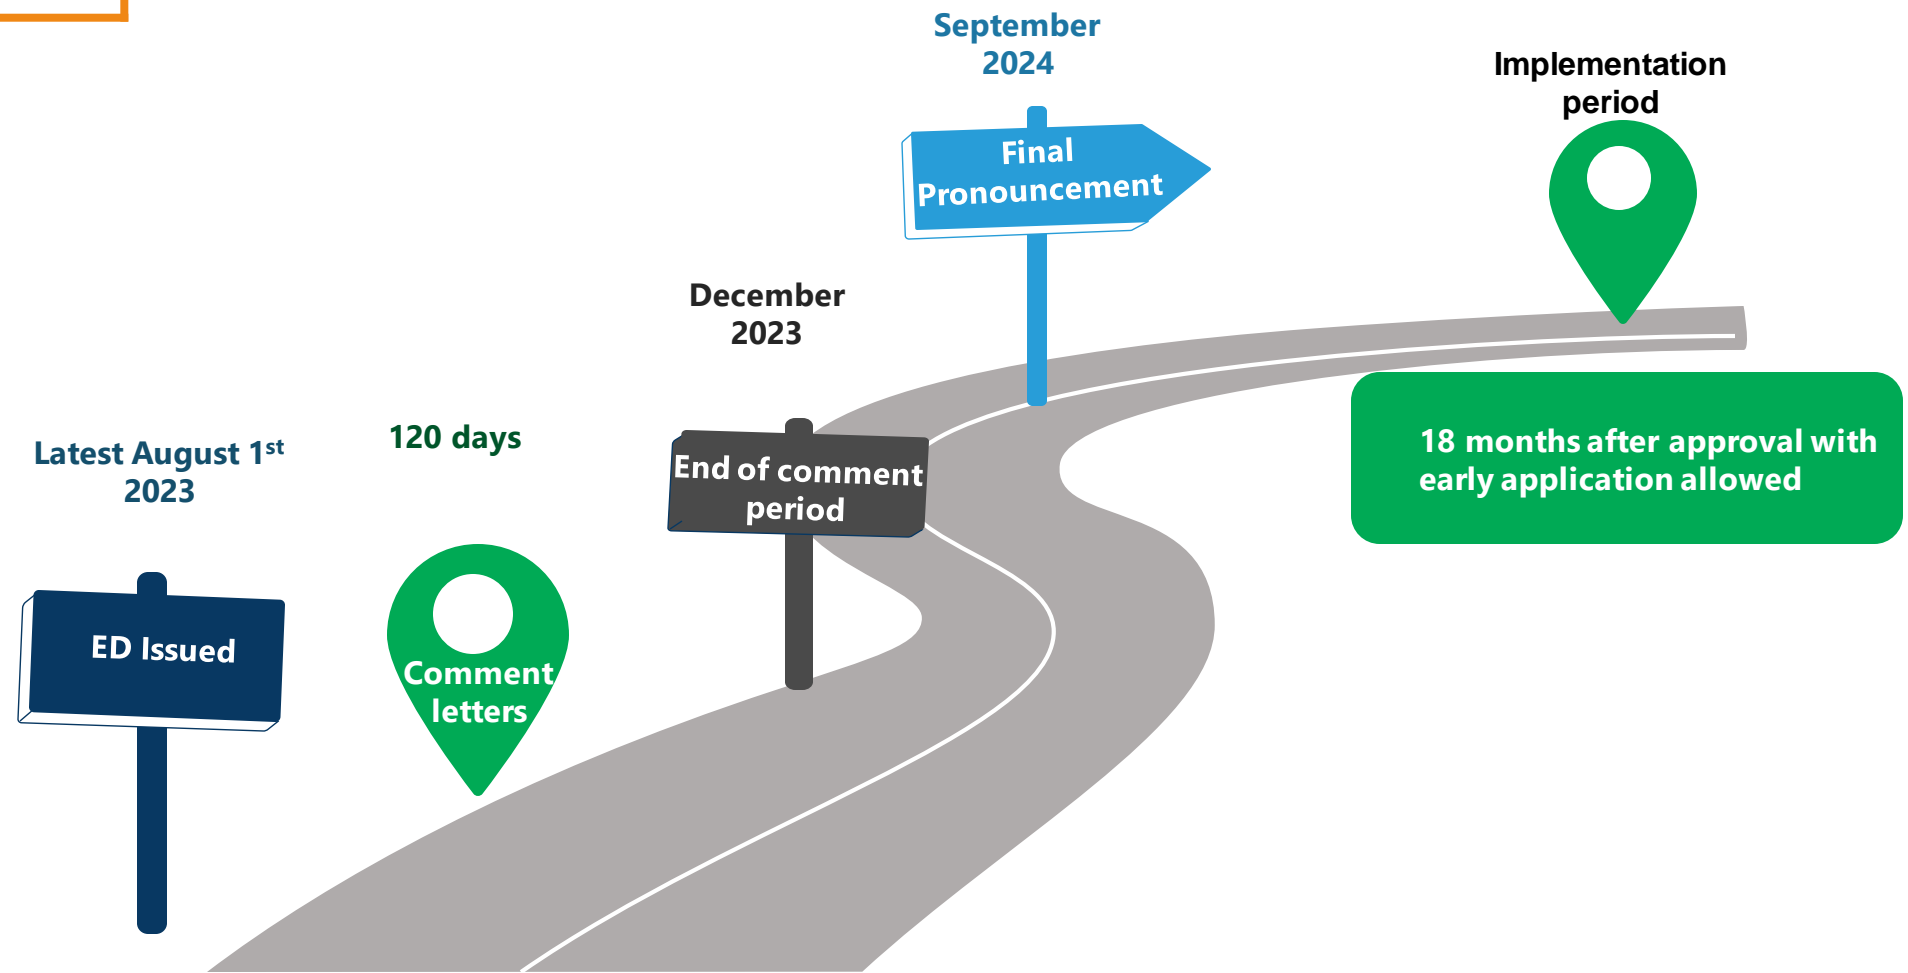 Latest August 1st
2023
ED Issued
120 days
Comment
letters
December
2023
End of comment
period
September
2024
Final
Pronouncement
Implementation
period
18 months after approval with
early application allowed